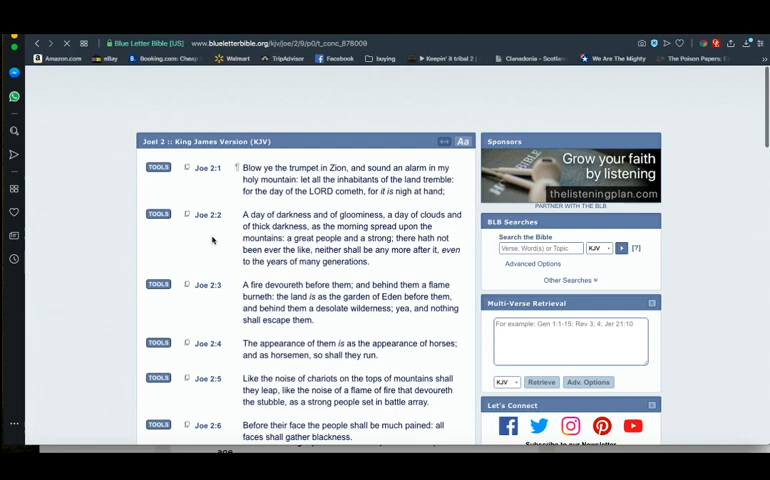 Blue Letter Bible [US] www.blueletterbible.org/kjv/joe/2/9/p0/t_conc_878009
Amazon.com eBay Booking.com: Cheap Walmart TripAdvisor Facebook buying Keepin' it tribal 2 Clanadonia - Scotlan We Are The Mighty The Poison Papers: E »
Joel 2 :: King James Version (KJV)
Aa
TOOLS Joe 2:1 ¶ Blow ye the trumpet in Zion, and sound an alarm in my
holy mountain: let all the inhabitants of the land tremble:
for the day of the LORD cometh, for it is nigh at hand;
TOOLS Joe 2:2 A day of darkness and of gloominess, a day of clouds and
of thick darkness, as the morning spread upon the
mountains: a great people and a strong; there hath not
been ever the like, neither shall be any more after it, even
to the years of many generations.
TOOLS Joe 2:3 A fire devoureth before them; and behind them a flame
burneth: the land is as the garden of Eden before them,
and behind them a desolate wilderness; yea, and nothing
shall escape them.
TOOLS Joe 2:4 The appearance of them is as the appearance of horses;
and as horsemen, so shall they run.
TOOLS Joe 2:5 Like the noise of chariots on the tops of mountains shall
they leap, like the noise of a flame of fire that devoureth
the stubble, as a strong people set in battle array.
TOOLS Joe 2:6 Before their face the people shall be much pained: all
faces shall gather blackness.
Sponsors
Grow your faith
by listening
thelisteningplan.com
PARTNER WITH THE BLB
BLB Searches
Search the Bible
Verse, Word(s) or Topic KJV [?]
Advanced Options
Other Searches
Multi-Verse Retrieval
For example: Gen 1:1-15; Rev 3; 4; Jer 21:10
KJV Retrieve Adv. Options
Let's Connect
Subscribe to our Newsletter
age